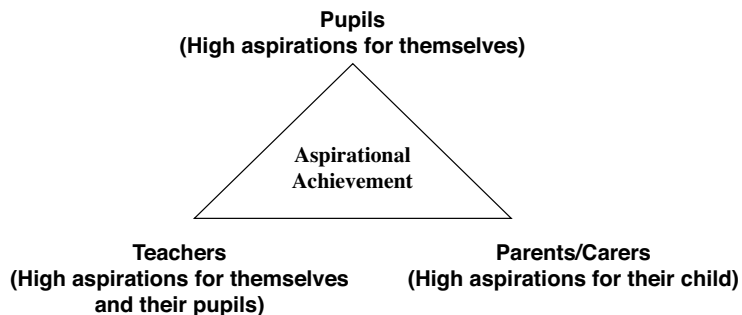 Pupils
(High aspirations for themselves)
Aspirational
Achievement
Teachers
(High aspirations for themselves
and their pupils)
Parents/Carers
(High aspirations for their child)